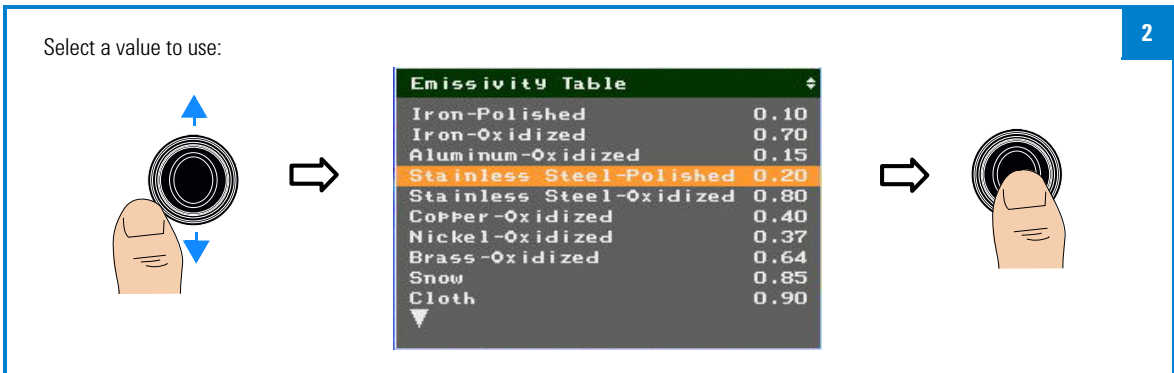 2
Select a value to use:
Emissivity Table
Iron-Polished 0.10
Iron-Oxidized 0.70
Aluminum-Oxidized 0.15
Stainless Steel-Polished 0.20
Stainless Steel-Oxidized 0.80
Copper-Oxidized 0.40
Nickel-Oxidized 0.37
Brass-Oxidized 0.64
Snow 0.85
Cloth 0.90